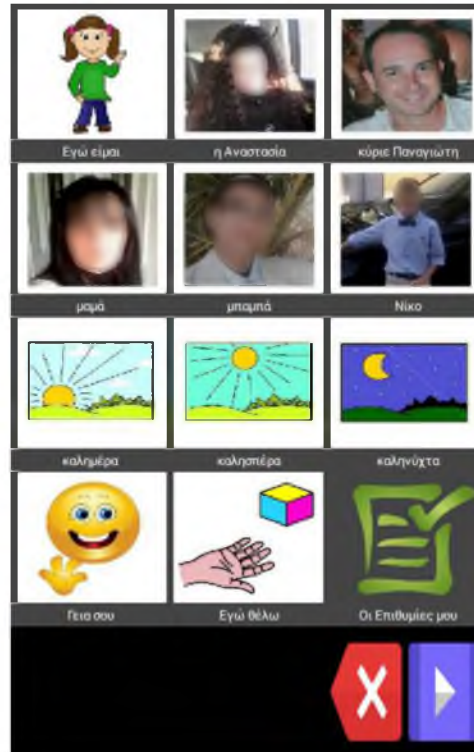 Εγώ είμαι
η Αναστασία
κύριε Παναγιώτη
μαμά
μπαμπά
Νίκο
καλημέρα
καλησπέρα
καληνύχτα
Γεια σου
Εγώ θέλω
Οι Επιθυμίες μου